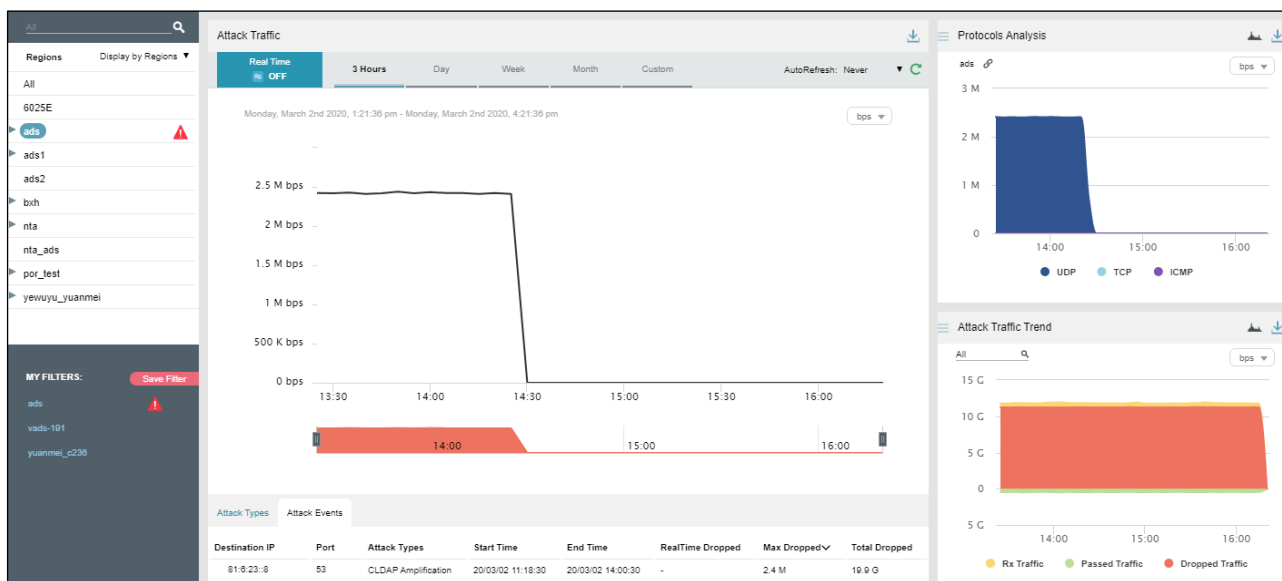 All
Regions Display by Regions ▼
All
6025E
ads
ads1
ads2
bxh
nta
nta_ads
por_test
yewuyu_yuanmei
MY FILTERS: Save Filter
ads
vads-191
yuanmei_c236
Attack Traffic
Real Time
OFF
3 Hours Day Week Month Custom AutoRefresh: Never
Monday, March 2nd 2020, 1:21:36 pm - Monday, March 2nd 2020, 4:21:36 pm
bps
2.5 M bps
2 M bps
1.5 M bps
1 M bps
500 K bps
0 bps
13:30 14:00 14:30 15:00 15:30 16:00
14:00 15:00 16:00
Attack Types Attack Events
Destination IP Port Attack Types Start Time End Time RealTime Dropped Max Dropped Total Dropped
81:6:23::8 53 CLDAP Amplification 20/03/02 11:18:30 20/03/02 14:00:30 - 2.4 M 19.9 G
Protocols Analysis
ads bps
3 M
2 M
1 M
0
14:00 15:00 16:00
UDP TCP ICMP
Attack Traffic Trend
All bps
15 G
10 G
5 G
0
5 G
14:00 15:00 16:00
Rx Traffic Passed Traffic Dropped Traffic